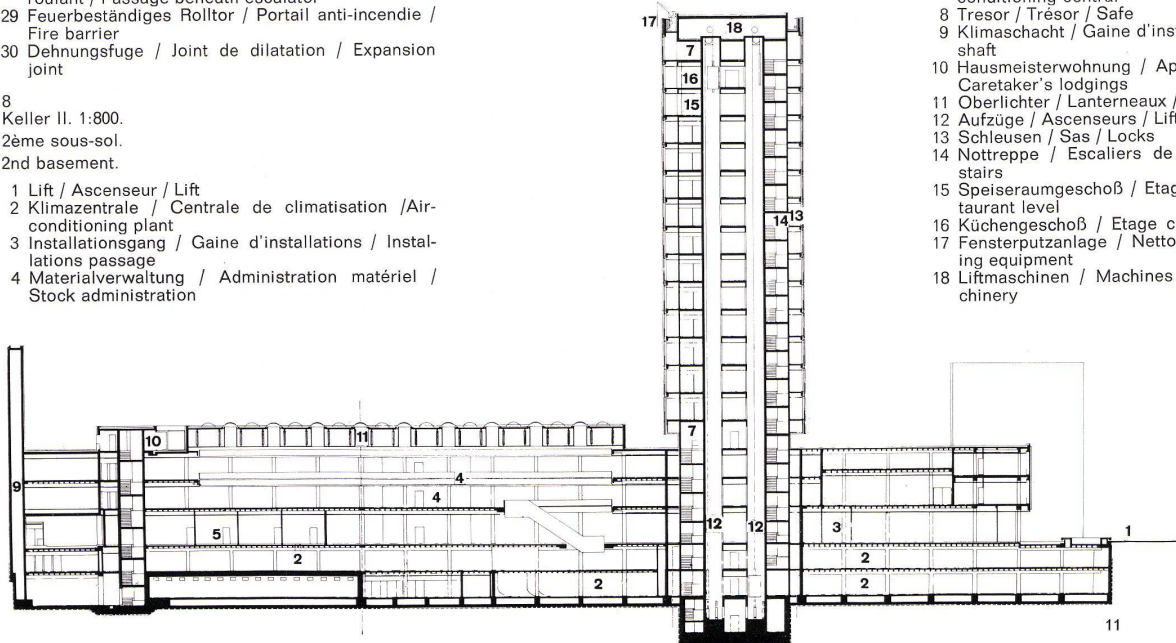 29 Feuerbeständiges Rolltor / Portail anti-incendie /
Fire barrier
30 Dehnungsfuge / Joint de dilatation / Expansion
joint
8
Keller II. 1:800.
2ème sous-sol.
2nd basement.
1 Lift / Ascenseur / Lift
2 Klimazentrale / Centrale de climatisation /Air-
conditioning plant
3 Installationsgang / Gaine d'installations / Instal-
lations passage
4 Materialverwaltung / Administration matériel /
Stock administration
8 Tresor / Trésor / Safe
9 Klimaschacht / Gaine d'ins
shaft
10 Hausmeisterwohnung / Ap
Caretaker's lodgings
11 Oberlichter / Lanterneaux /
12 Aufzüge / Ascenseurs / Lif
13 Schleusen / Sas / Locks
14 Nottreppe / Escaliers de
stairs
15 Speiseraumgeschoß / Etag
taurant level
16 Küchengeschoß / Etage c
17 Fensterputzanlage / Netto
ing equipment
18 Liftmaschinen / Machines
chinery
17
18
7
16
15
14 13
7
10
11
9
4
4
5
12
12
3
1
2
2
2
2
11